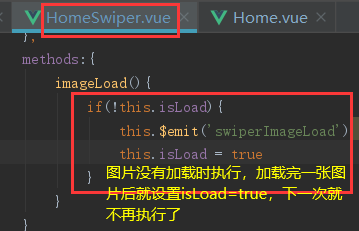 HomeSwiper.vue
Home.vue
},
methods:{
imageLoad(){
if(!this.isLoad){
this.$emit('swiperImageLoad')
this.isLoad = true
}
图片没有加载时执行，加载完一张图
片后就设置isLoad=true，下一次就
不再执行了